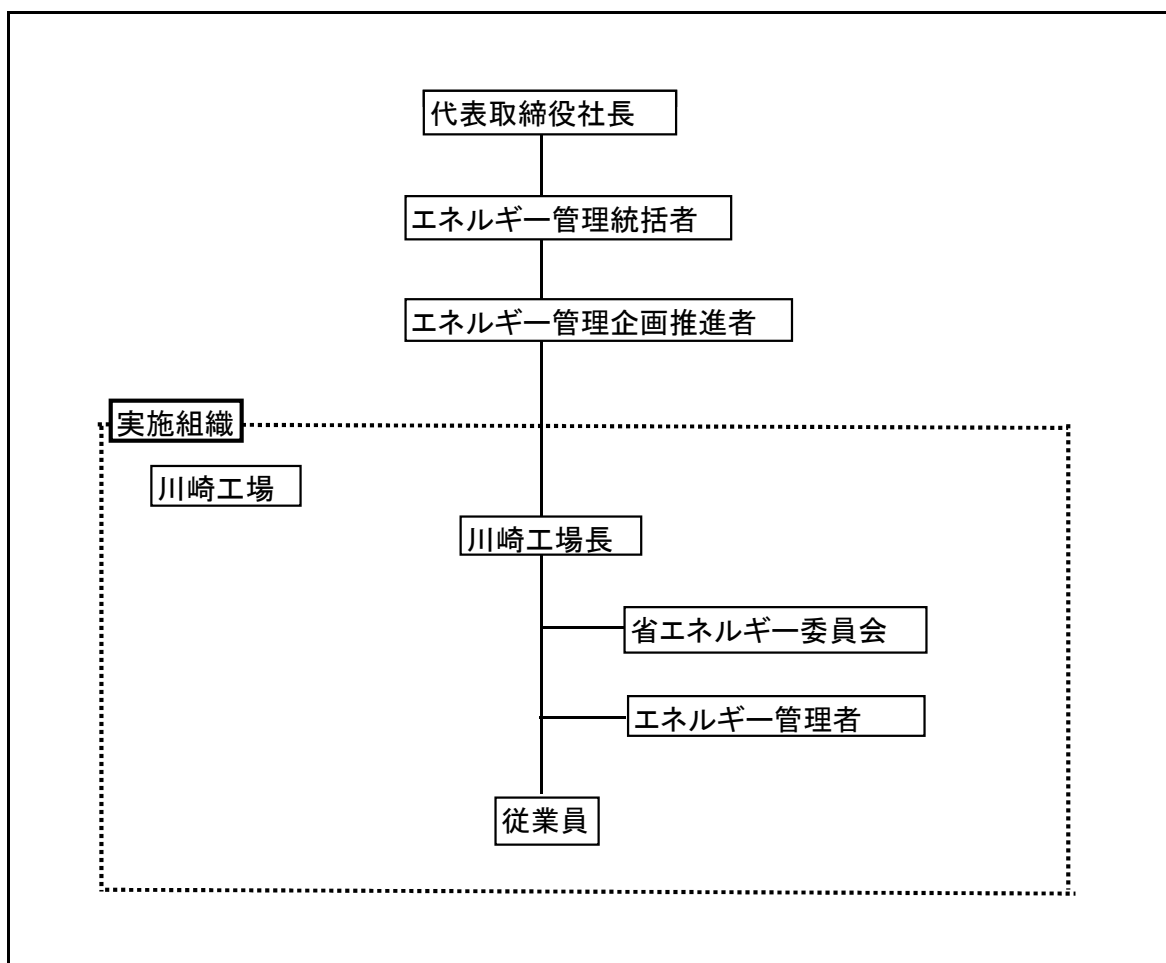 代表取締役社長
エネルギー管理統括者
エネルギー管理企画推進者
実施組織
川崎工場
川崎工場長
省エネルギー委員会
エネルギー管理者
従業員